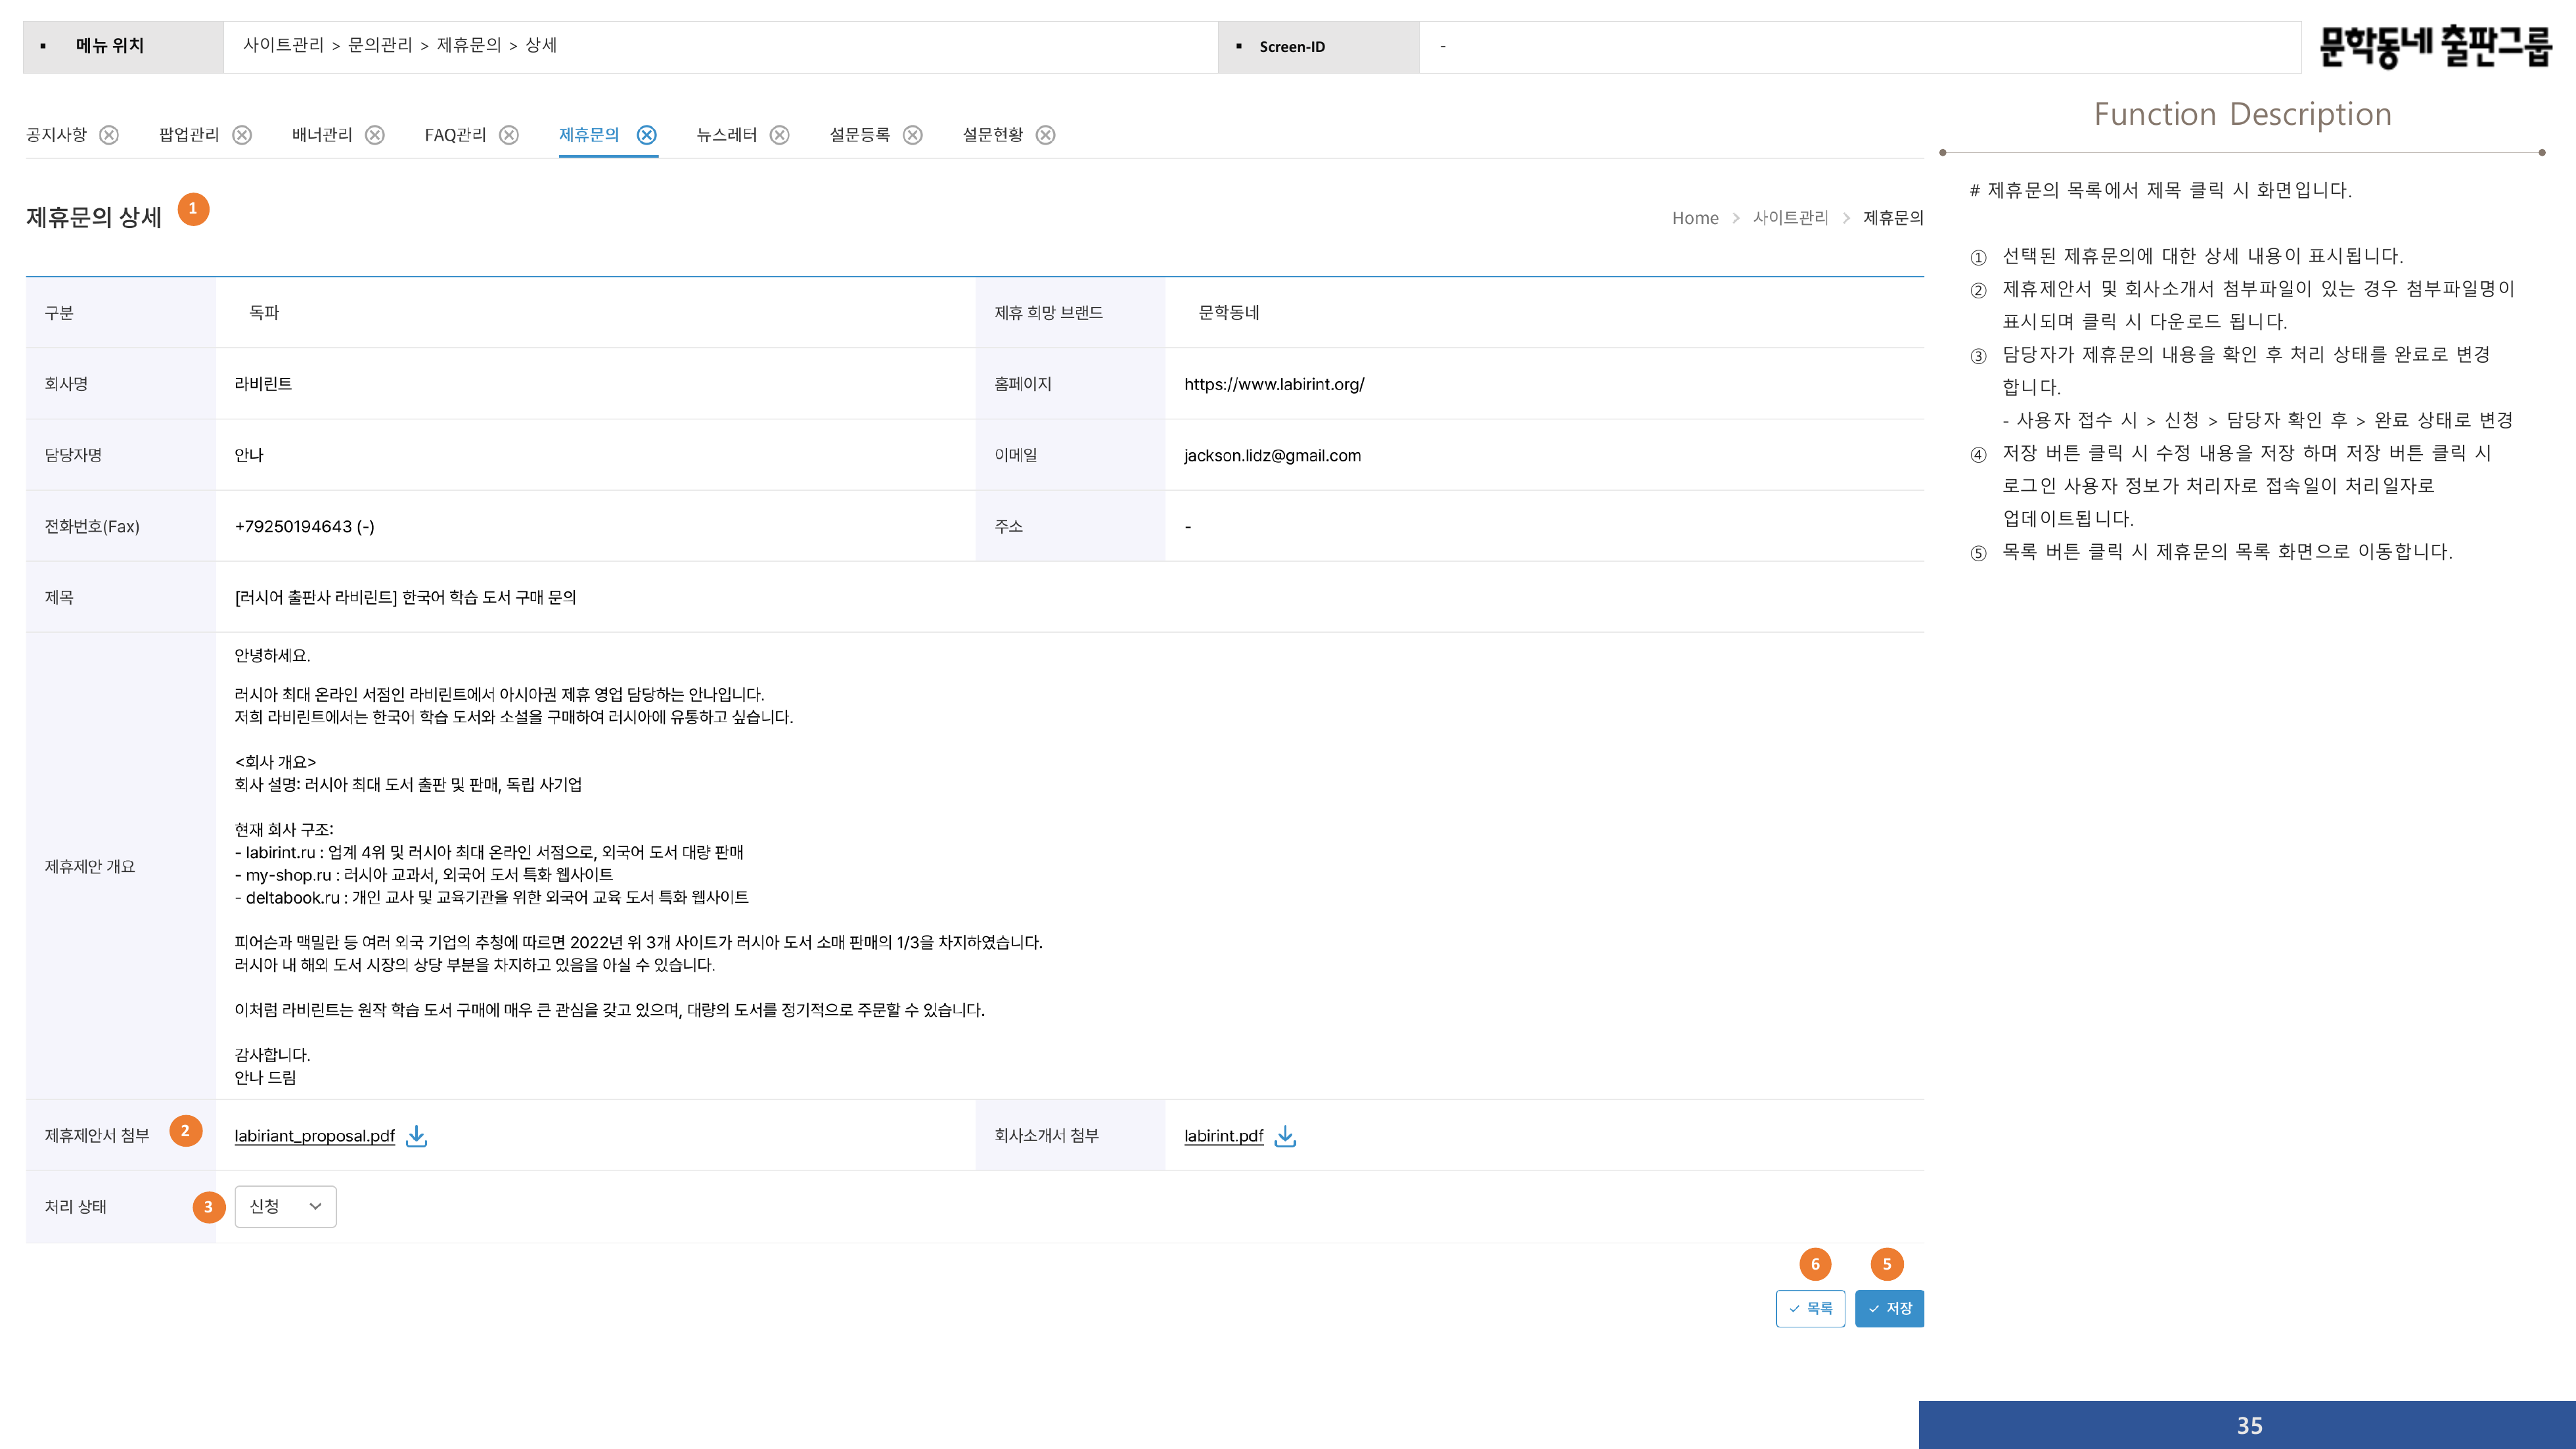 ▪ 메뉴 위치
사이트관리 > 문의관리 > 제휴문의 > 상세
▪ Screen-ID
-
문학동네 출판그룹
공지사항 팝업관리 배너관리 FAQ관리 제휴문의 뉴스레터 설문등록 설문현황
제휴문의 상세 1
Home > 사이트관리 > 제휴문의
구분 독파 제휴 희망 브랜드 문학동네
회사명 라비린트 홈페이지 https://www.labirint.org/
담당자명 안나 이메일 jackson.lidz@gmail.com
전화번호(Fax) +79250194643 (-) 주소 -
제목 [러시어 출판사 라비린트] 한국어 학습 도서 구매 문의
제휴제안 개요
안녕하세요.
러시아 최대 온라인 서점인 라비린트에서 아시아권 제휴 영업 담당하는 안나입니다.
저희 라비린트에서는 한국어 학습 도서와 소설을 구매하여 러시아에 유통하고 싶습니다.
<회사 개요>
회사 설명: 러시아 최대 도서 출판 및 판매, 독립 사기업
현재 회사 구조:
- labirint.ru : 업계 4위 및 러시아 최대 온라인 서점으로, 외국어 도서 대량 판매
- my-shop.ru : 러시아 교과서, 외국어 도서 특화 웹사이트
- deltabook.ru : 개인 교사 및 교육기관을 위한 외국어 교육 도서 특화 웹사이트
피어슨과 맥밀란 등 여러 외국 기업의 추청에 따르면 2022년 위 3개 사이트가 러시아 도서 소매 판매의 1/3을 차지하였습니다.
러시아 내 해외 도서 시장의 상당 부분을 차지하고 있음을 아실 수 있습니다.
이처럼 라비린트는 원작 학습 도서 구매에 매우 큰 관심을 갖고 있으며, 대량의 도서를 정기적으로 주문할 수 있습니다.
감사합니다.
안나 드림
제휴제안서 첨부 2 labiriant_proposal.pdf 회사소개서 첨부 labirint.pdf
처리 상태 3 신청
6 5
목록 저장
Function Description
# 제휴문의 목록에서 제목 클릭 시 화면입니다.
① 선택된 제휴문의에 대한 상세 내용이 표시됩니다.
② 제휴제안서 및 회사소개서 첨부파일이 있는 경우 첨부파일명이
표시되며 클릭 시 다운로드 됩니다.
③ 담당자가 제휴문의 내용을 확인 후 처리 상태를 완료로 변경
합니다.
- 사용자 접수 시 > 신청 > 담당자 확인 후 > 완료 상태로 변경
④ 저장 버튼 클릭 시 수정 내용을 저장 하며 저장 버튼 클릭 시
로그인 사용자 정보가 처리자로 접속일이 처리일자로
업데이트됩니다.
⑤ 목록 버튼 클릭 시 제휴문의 목록 화면으로 이동합니다.
35